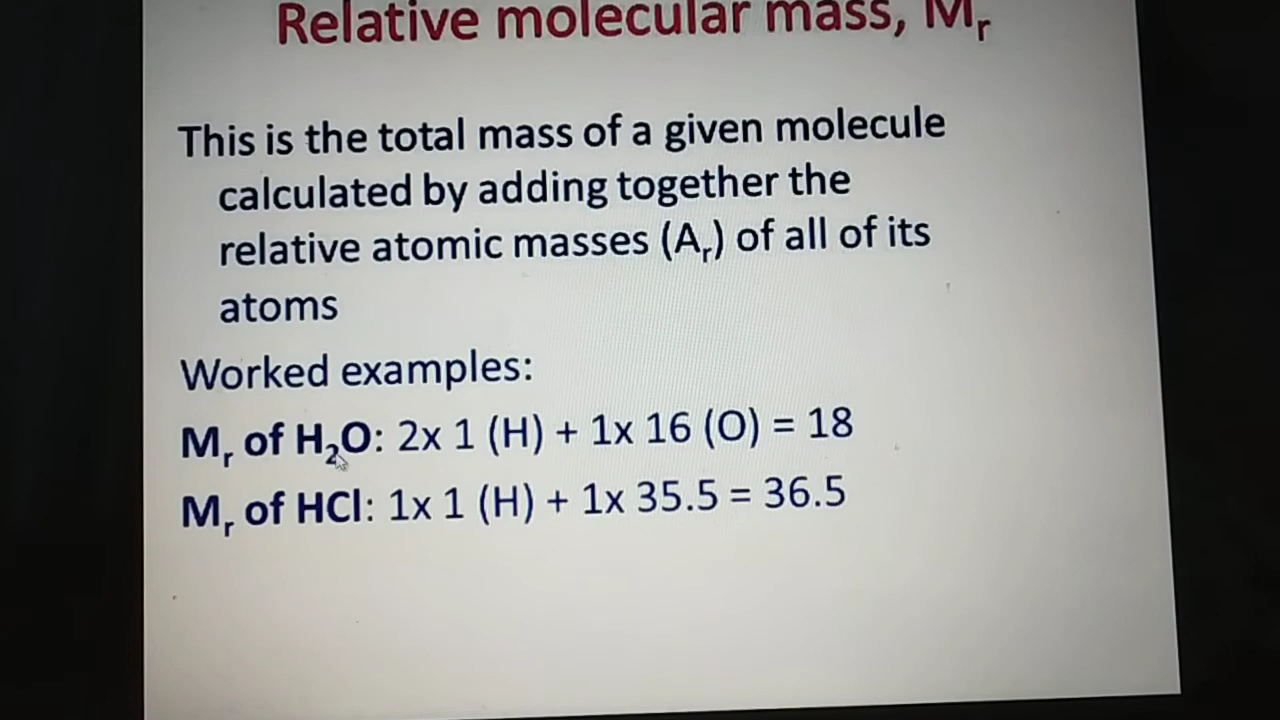 Relative molecular mass, Mᵣ
This is the total mass of a given molecule
calculated by adding together the
relative atomic masses (Aᵣ) of all of its
atoms
Worked examples:
Mᵣ of H₂O: 2x 1 (H) + 1x 16 (O) = 18
Mᵣ of HCl: 1x 1 (H) + 1x 35.5 = 36.5